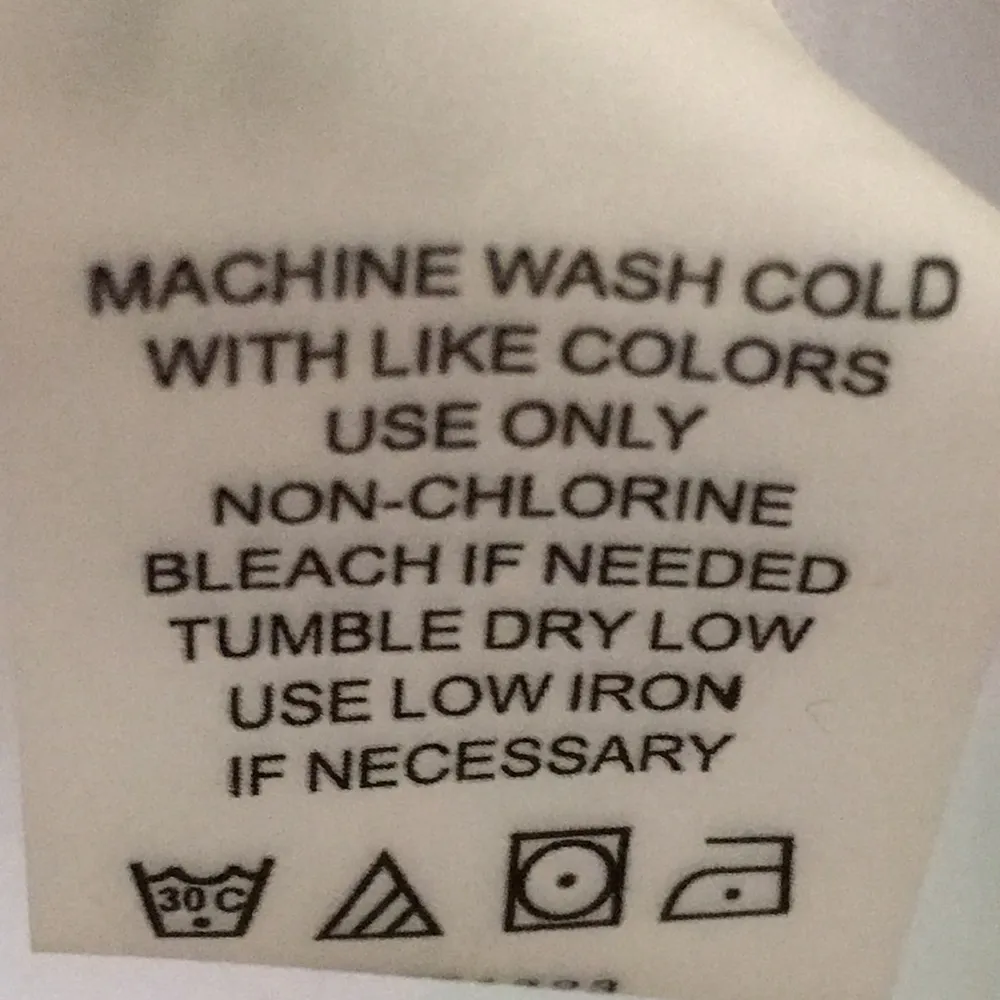 MACHINE WASH COLD
WITH LIKE COLORS
USE ONLY
NON-CHLORINE
BLEACH IF NEEDED
TUMBLE DRY LOW
USE LOW IRON
IF NECESSARY
30 C